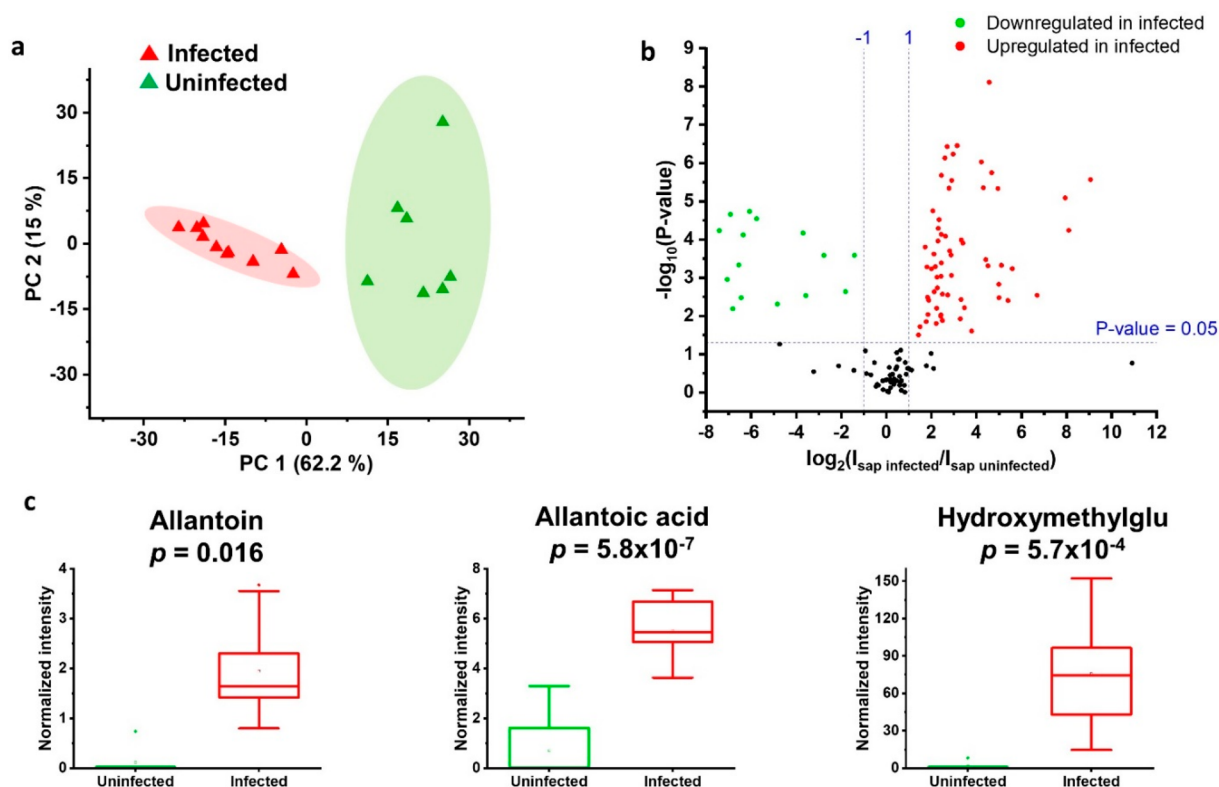 a
Infected
Uninfected
PC 2 (15 %)
30
15
0
-15
-30
-30
-15
0
15
30
PC 1 (62.2 %)
b
Downregulated in infected
Upregulated in infected
-1
1
-log10(P-value)
9
8
7
6
5
4
3
2
1
0
P-value = 0.05
-8
-6
-4
-2
0
2
4
6
8
10
12
log2(Isap infected/Isap uninfected)
c
Allantoin
p = 0.016
Normalized intensity
4
3
2
1
0
Uninfected
Infected
Allantoic acid
p = 5.8x10-7
Normalized intensity
8
6
4
2
0
Uninfected
Infected
Hydroxymethylglu
p = 5.7x10-4
Normalized intensity
150
120
90
60
30
0
Uninfected
Infected